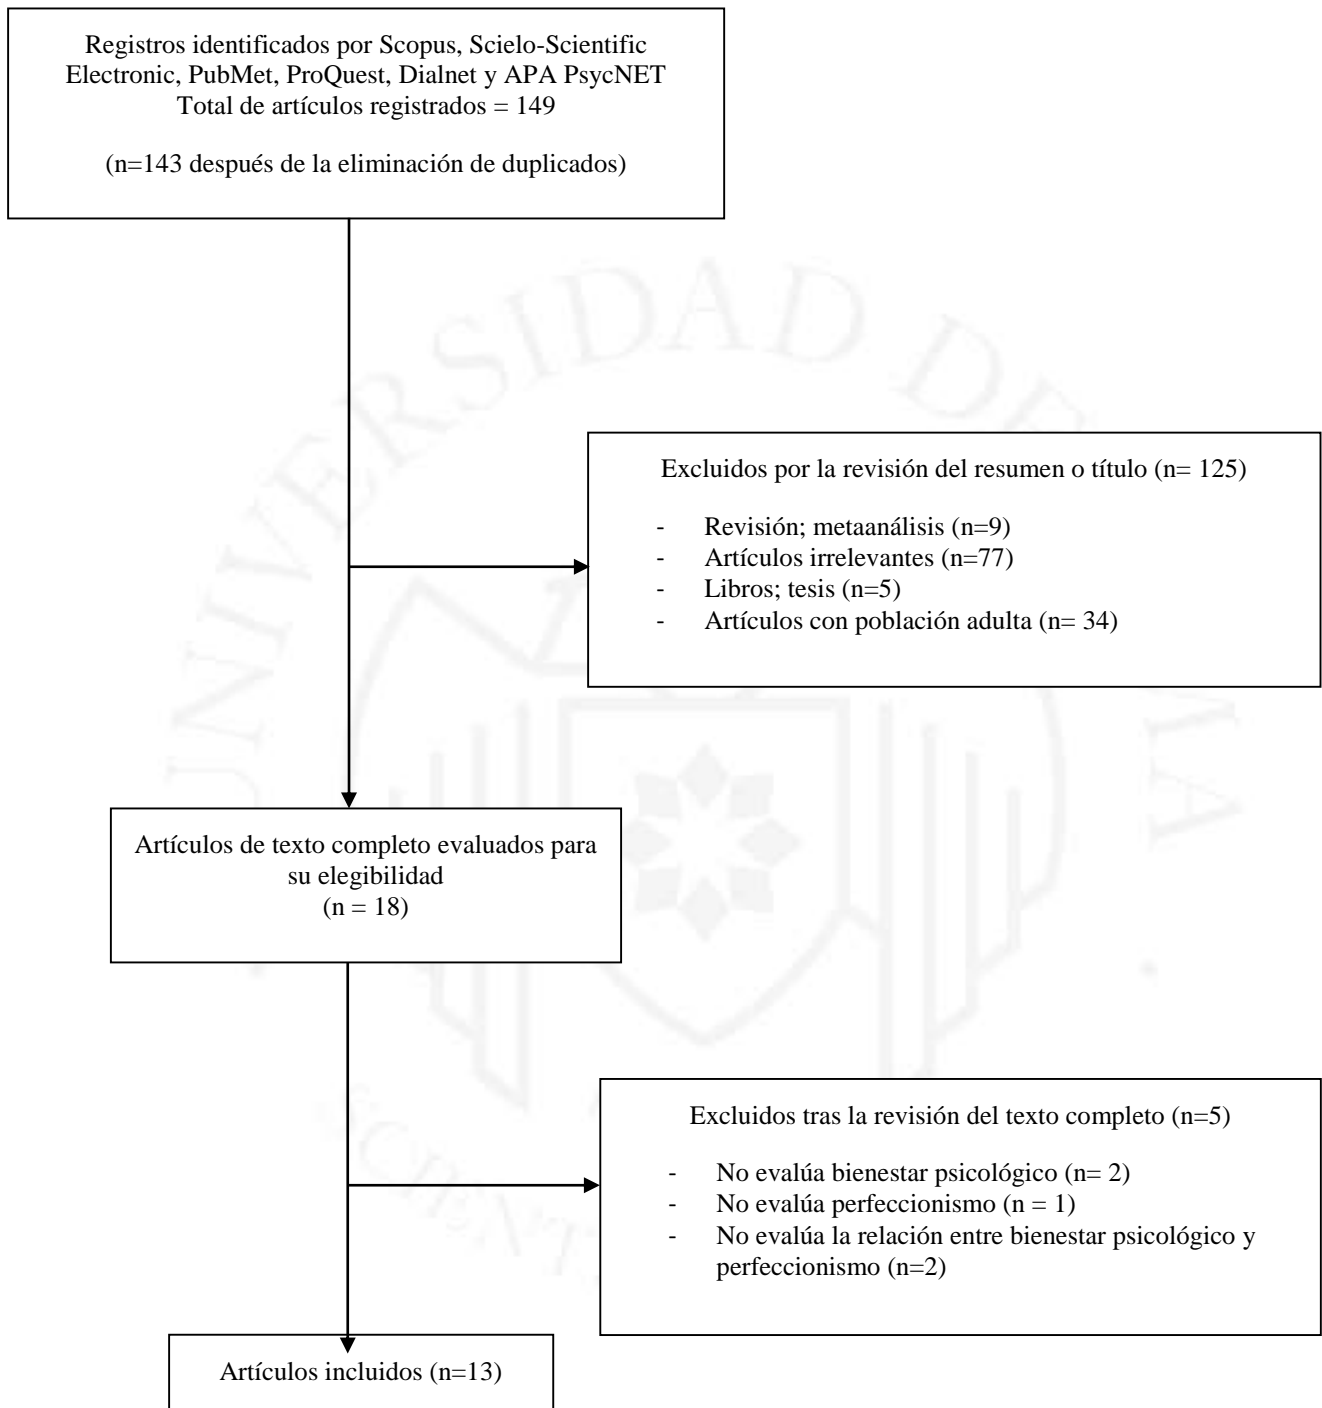 Registros identificados por Scopus, Scielo-Scientific
Electronic, PubMet, ProQuest, Dialnet y APA PsycNET
Total de artículos registrados = 149
(n=143 después de la eliminación de duplicados)
Excluidos por la revisión del resumen o título (n= 125)
- Revisión; metaanálisis (n=9)
- Artículos irrelevantes (n=77)
- Libros; tesis (n=5)
- Artículos con población adulta (n= 34)
Artículos de texto completo evaluados para
su elegibilidad
(n = 18)
Excluidos tras la revisión del texto completo (n=5)
- No evalúa bienestar psicológico (n= 2)
- No evalúa perfeccionismo (n = 1)
- No evalúa la relación entre bienestar psicológico y
perfeccionismo (n=2)
Artículos incluidos (n=13)
UNIVERSIDAD DE